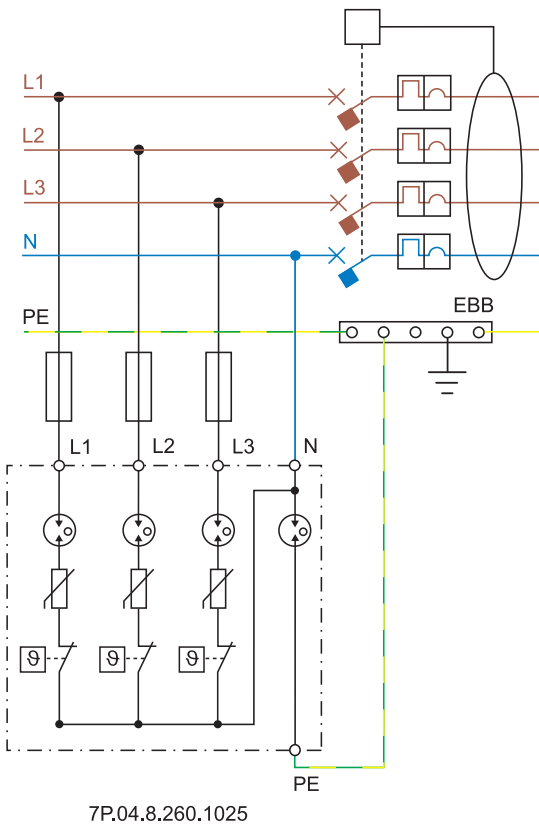 L1
L2
L3
N
PE
EBB
L1 L2 L3 N
ϑ ϑ ϑ
PE
7P.04.8.260.1025